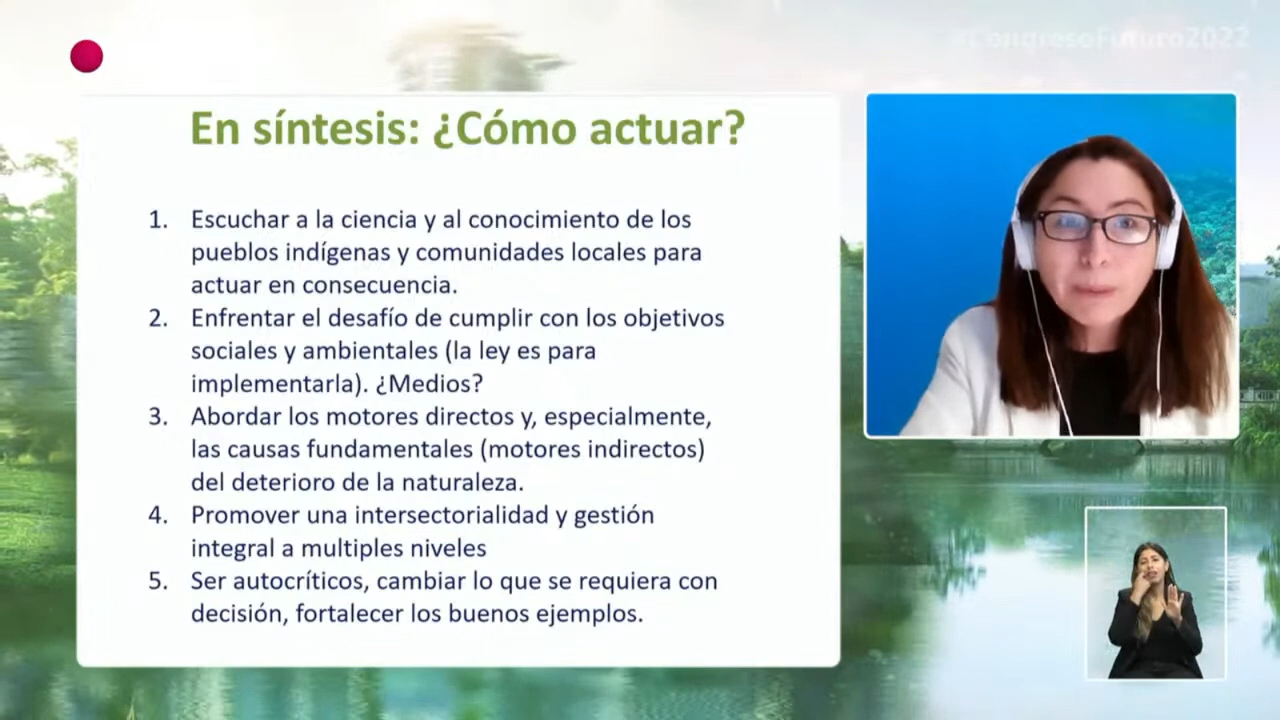 #CongresoFuturo2022
En síntesis: ¿Cómo actuar?
1. Escuchar a la ciencia y al conocimiento de los
pueblos indígenas y comunidades locales para
actuar en consecuencia.
2. Enfrentar el desafío de cumplir con los objetivos
sociales y ambientales (la ley es para
implementarla). ¿Medios?
3. Abordar los motores directos y, especialmente,
las causas fundamentales (motores indirectos)
del deterioro de la naturaleza.
4. Promover una intersectorialidad y gestión
integral a multiples niveles
5. Ser autocríticos, cambiar lo que se requiera con
decisión, fortalecer los buenos ejemplos.